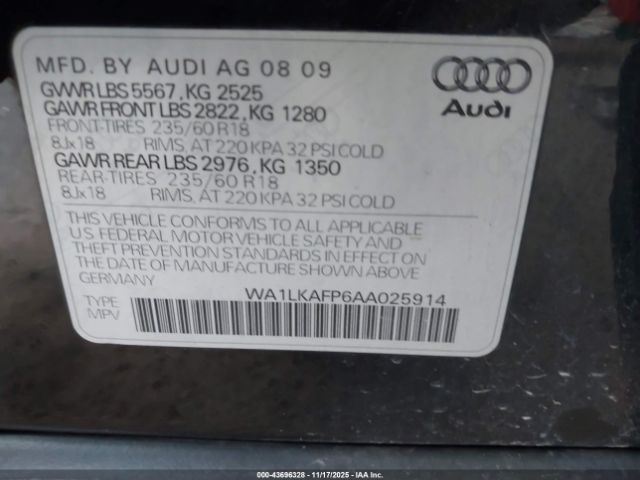 MFD. BY AUDI AG 08 09
GVWR LBS 5567, KG 2525
GAWR FRONT LBS 2822, KG 1280
FRONT-TIRES 235/60 R18
8Jx18 RIMS, AT 220 KPA 32 PSI COLD
GAWR REAR LBS 2976, KG 1350
REAR-TIRES 235/60 R18
8Jx18 RIMS, AT 220 KPA 32 PSI COLD
Audi
THIS VEHICLE CONFORMS TO ALL APPLICABLE
U.S. FEDERAL MOTOR VEHICLE SAFETY AND
THEFT PREVENTION STANDARDS IN EFFECT ON
THE DATE OF MANUFACTURE SHOWN ABOVE
GERMANY
WA1LKAFP6AA025914
TYPE
MPV
000-43696328 - 11/17/2025 - IAAI.COM